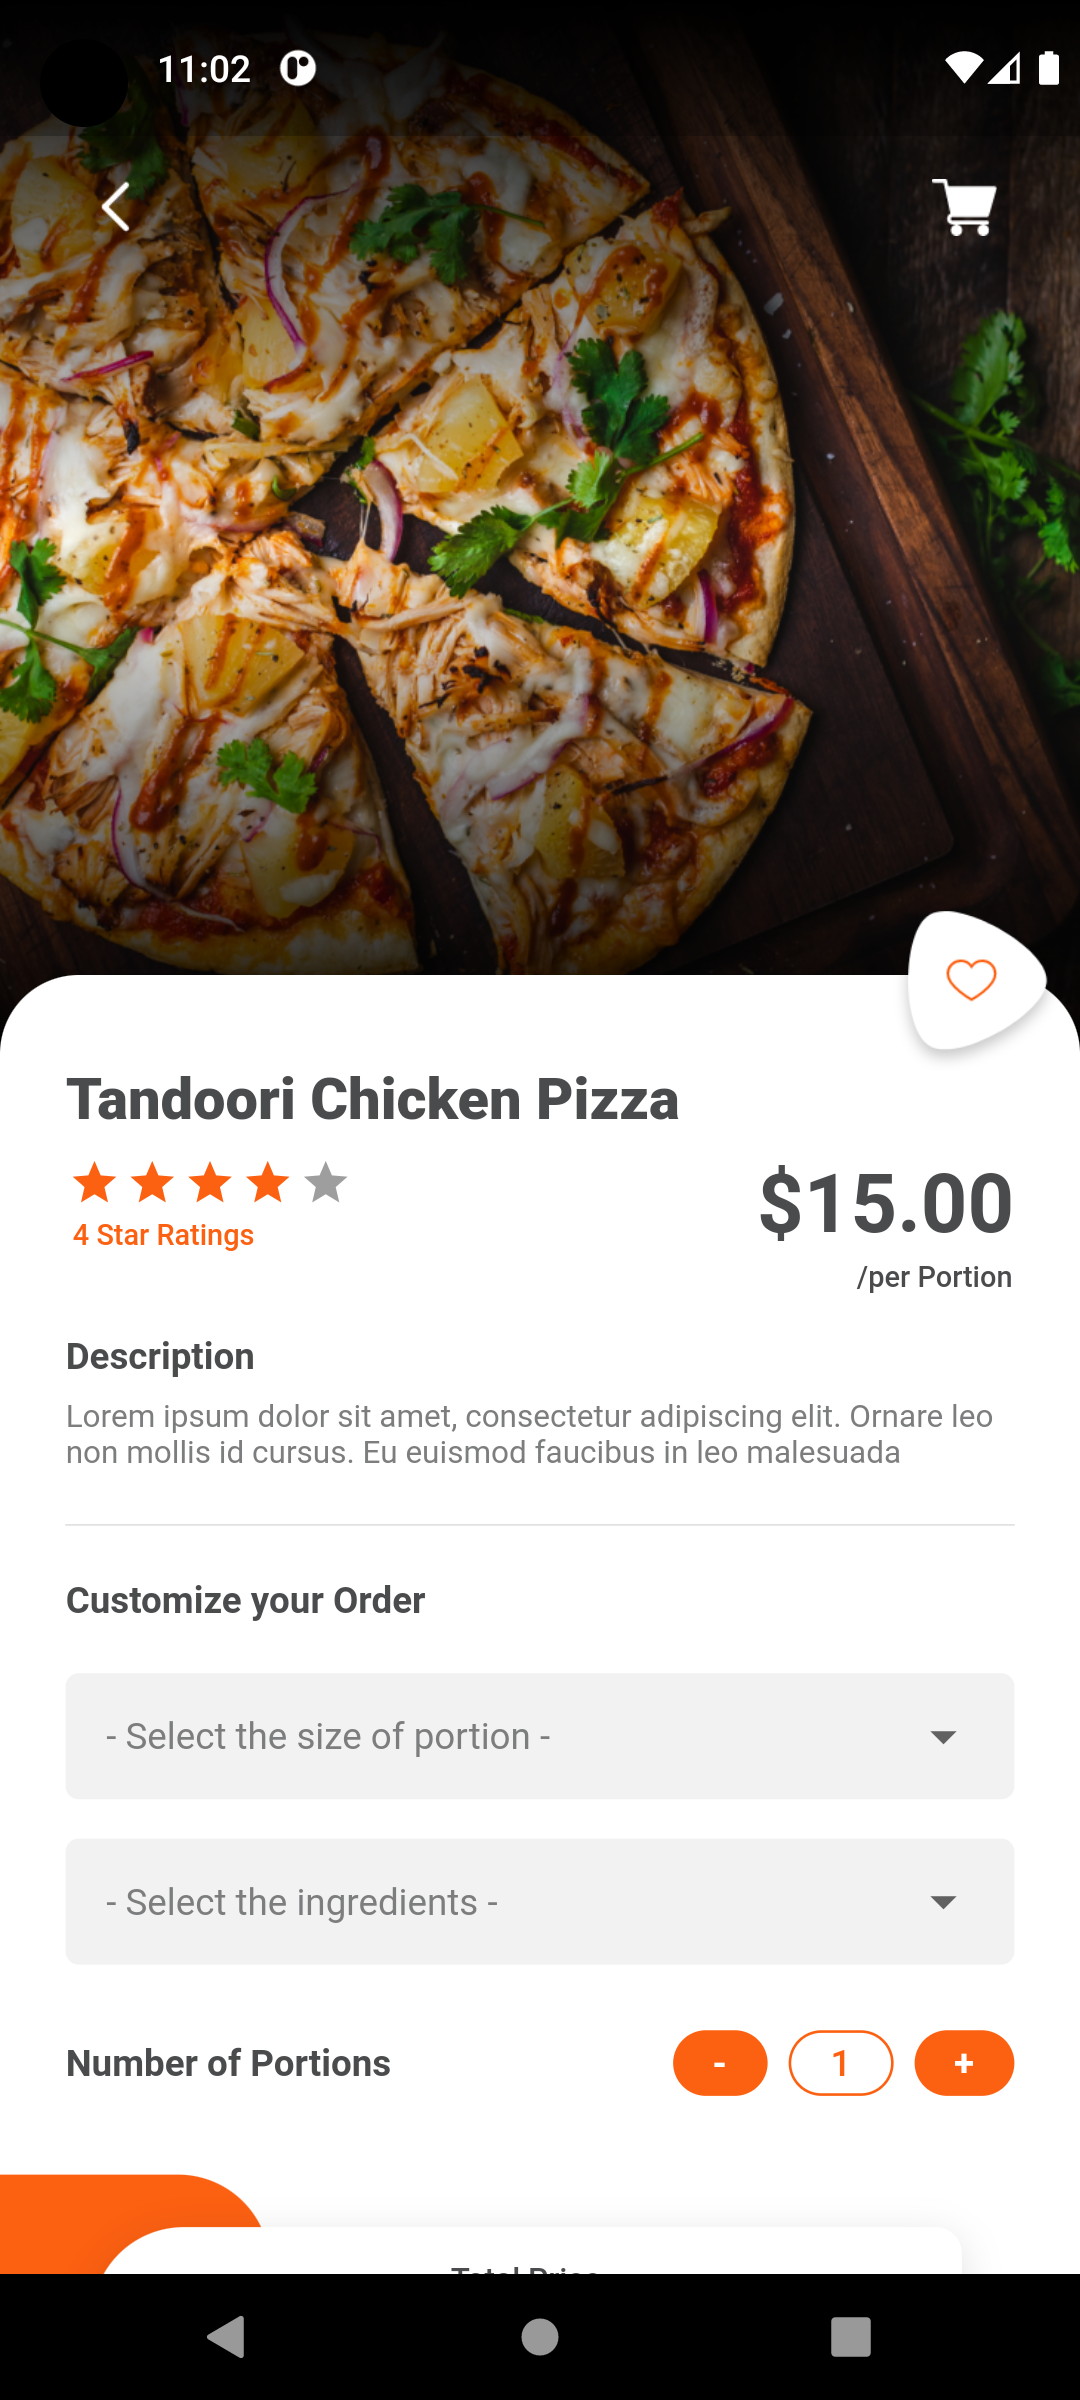 11:02
Tandoori Chicken Pizza
4 Star Ratings
$15.00
/per Portion
Description
Lorem ipsum dolor sit amet, consectetur adipiscing elit. Ornare leo
non mollis id cursus. Eu euismod faucibus in leo malesuada
Customize your Order
- Select the size of portion -
- Select the ingredients -
Number of Portions
- 1 +
Total Price